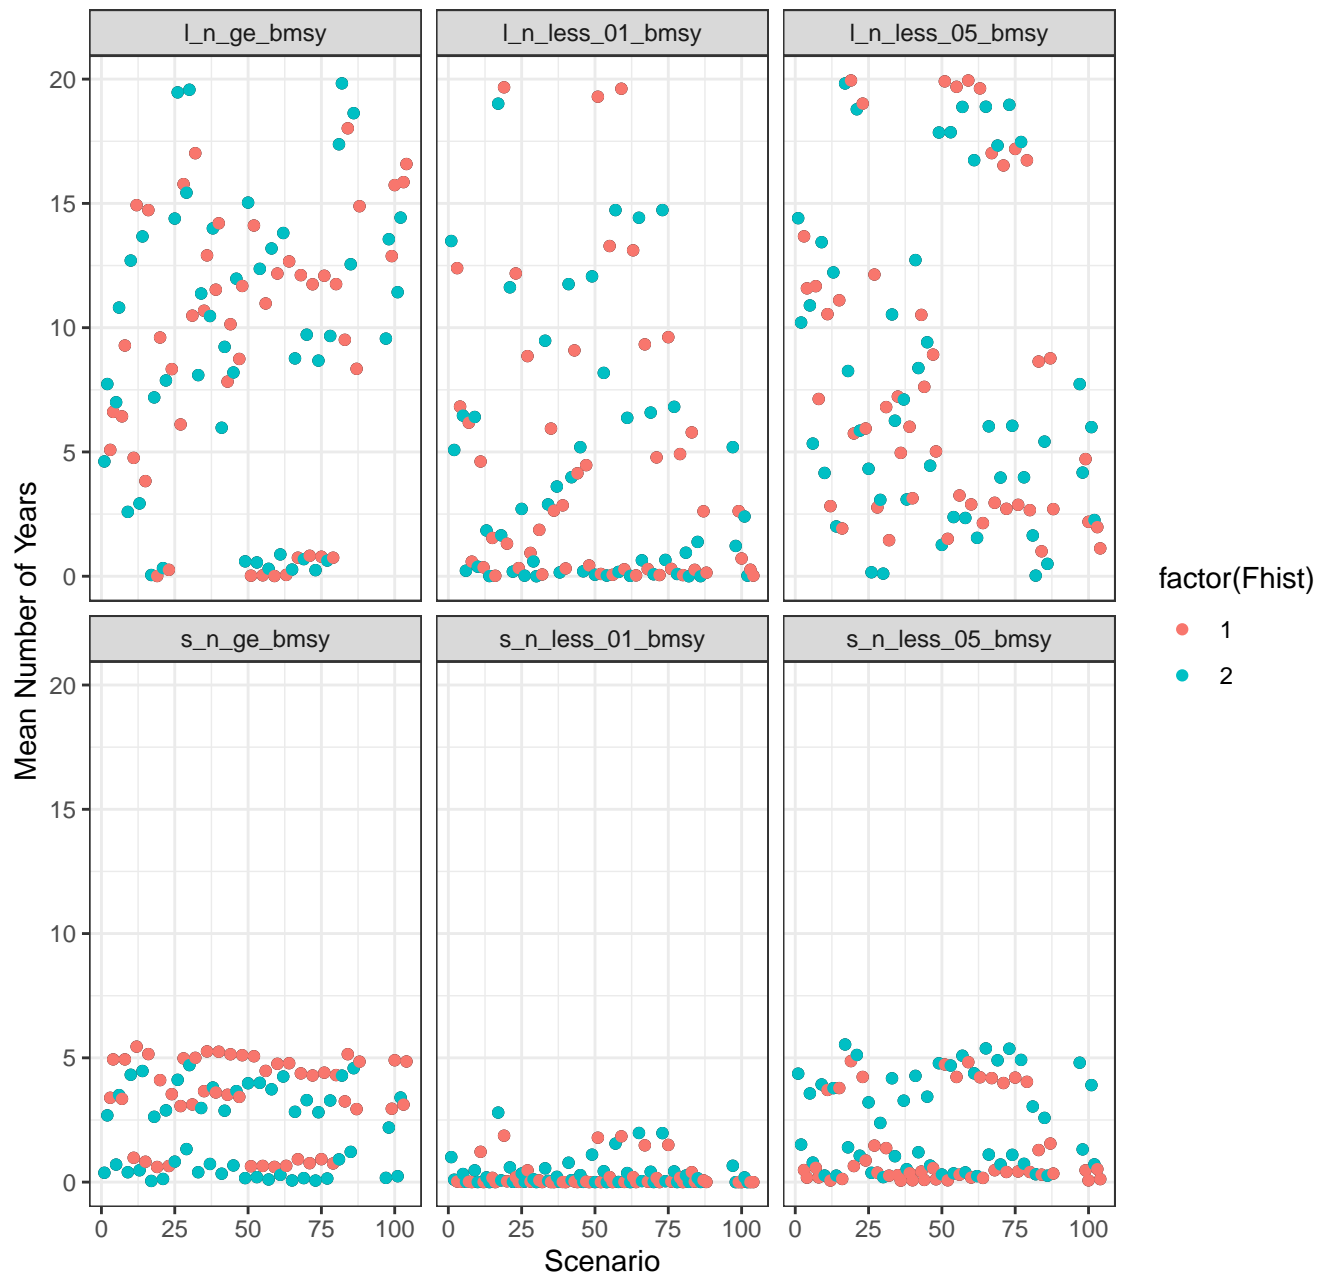 l_n_ge_bmsy
l_n_less_01_bmsy
l_n_less_05_bmsy
20
15
10
5
0
s_n_ge_bmsy
s_n_less_01_bmsy
s_n_less_05_bmsy
20
15
10
5
0
0 25 50 75 100
0 25 50 75 100
0 25 50 75 100
Scenario
Mean Number of Years
factor(Fhist)
1
2